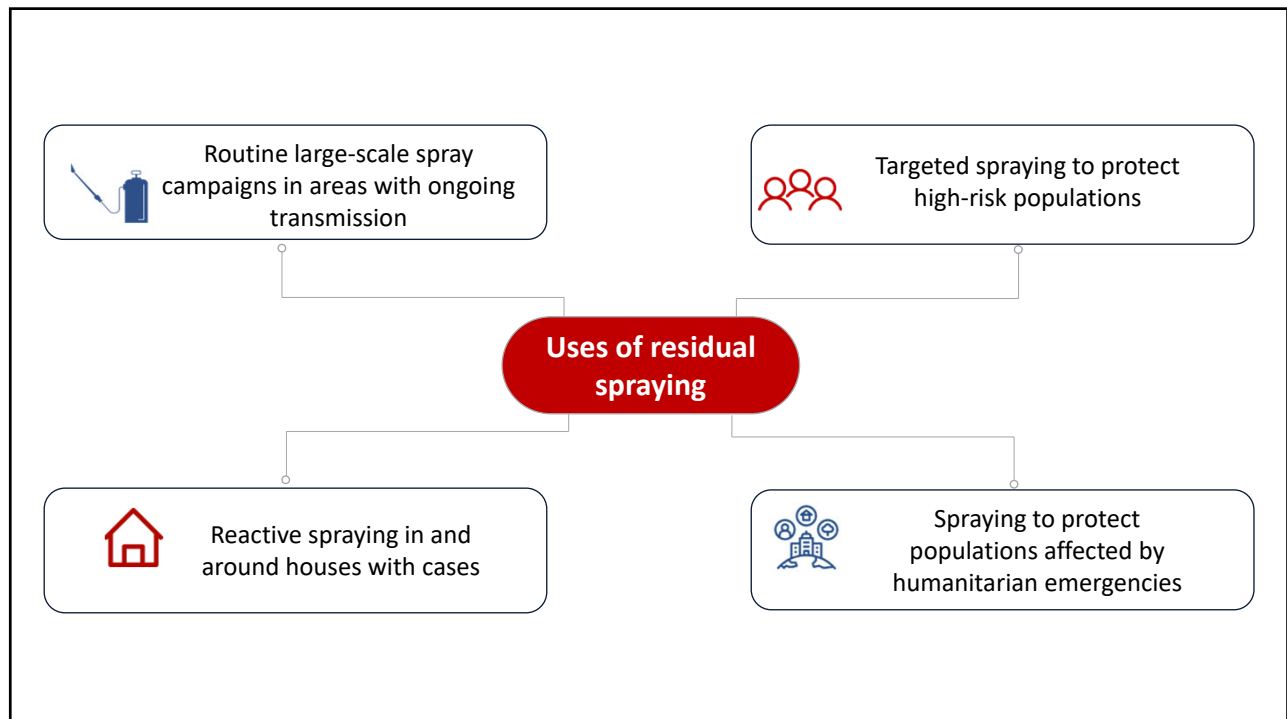 Routine large-scale spray
campaigns in areas with ongoing
transmission
Targeted spraying to protect
high-risk populations
Uses of residual
spraying
Reactive spraying in and
around houses with cases
Spraying to protect
populations affected by
humanitarian emergencies